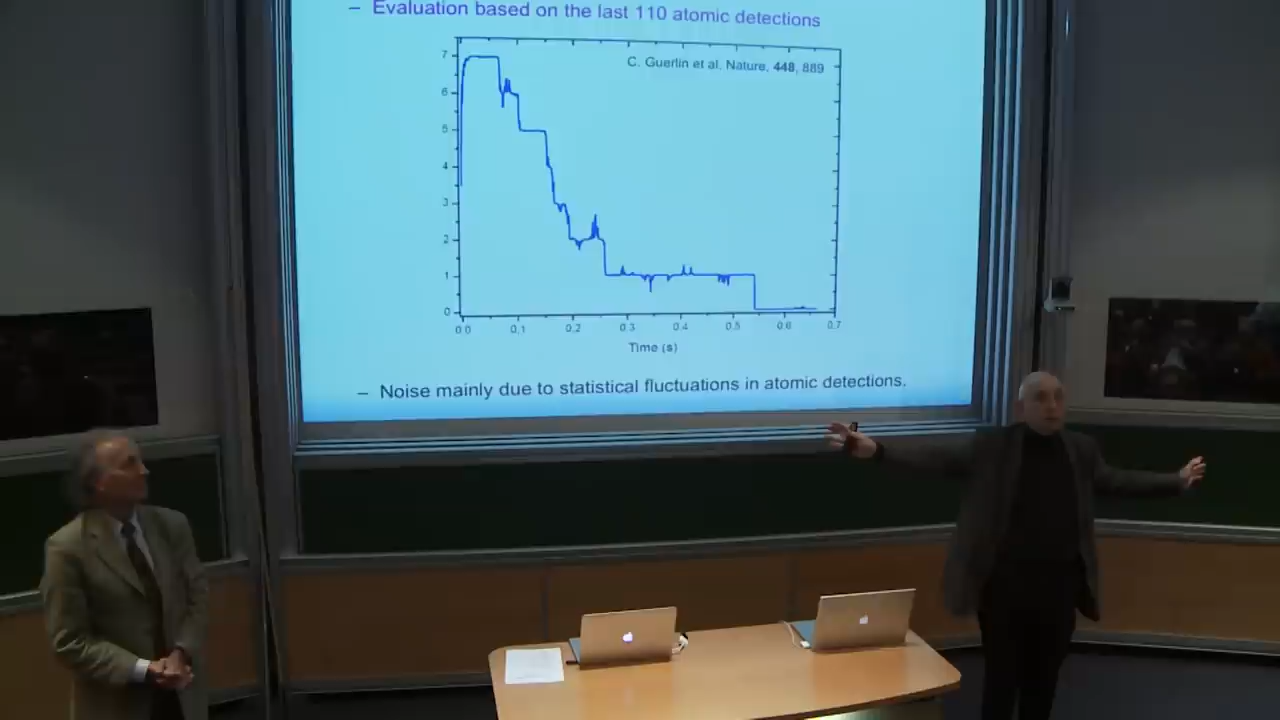 – Evaluation based on the last 110 atomic detections
C. Guerlin et al. Nature, 448, 889
7
6
5
4
3
2
1
0
0.0 0.1 0.2 0.3 0.4 0.5 0.6 0.7
Time (s)
– Noise mainly due to statistical fluctuations in atomic detections.